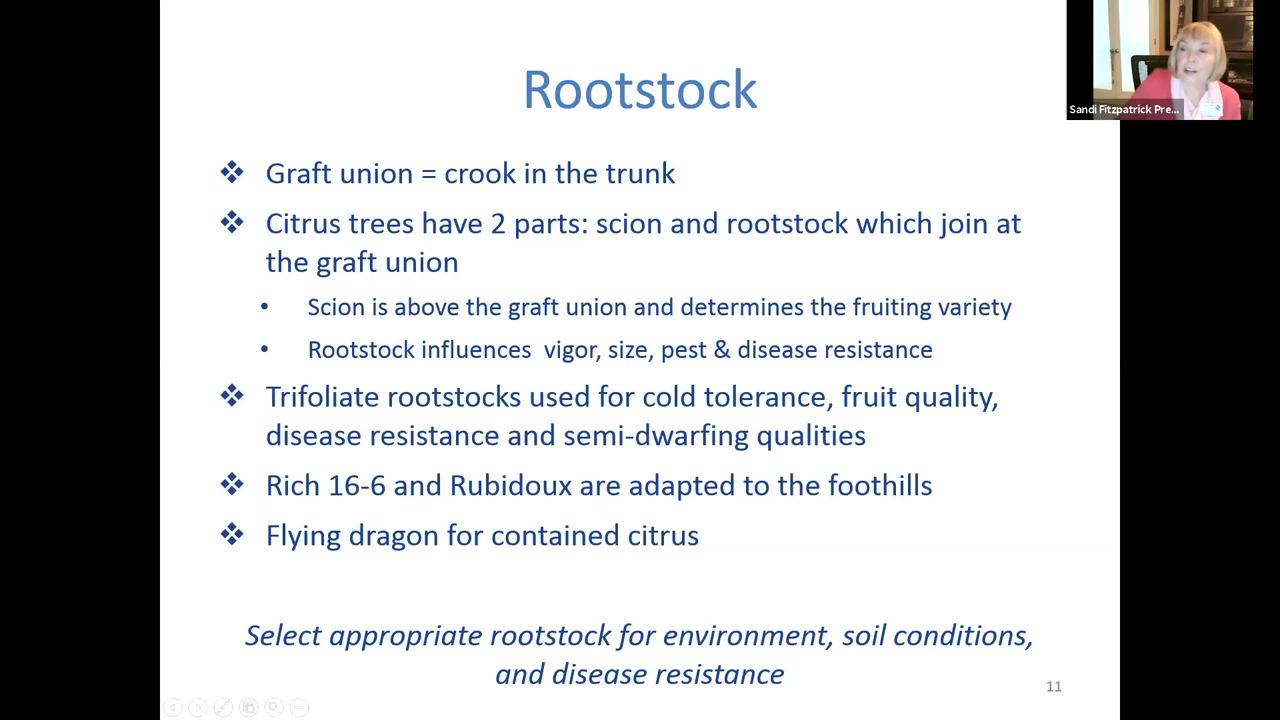 Rootstock
Sandi Fitzpatrick Pre...
❖ Graft union = crook in the trunk
❖ Citrus trees have 2 parts: scion and rootstock which join at
the graft union
• Scion is above the graft union and determines the fruiting variety
• Rootstock influences  vigor, size, pest & disease resistance
❖ Trifoliate rootstocks used for cold tolerance, fruit quality,
disease resistance and semi-dwarfing qualities
❖ Rich 16-6 and Rubidoux are adapted to the foothills
❖ Flying dragon for contained citrus
Select appropriate rootstock for environment, soil conditions,
and disease resistance
11